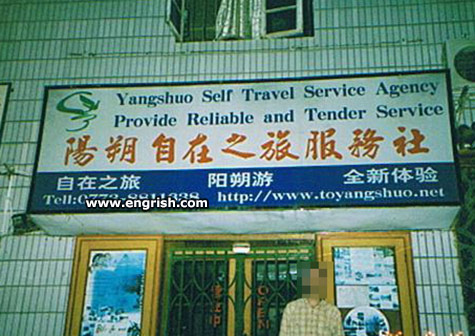 Yangshuo Self Travel Service Agency
Provide Reliable and Tender Service
陽朔自在之旅服務社
自在之旅 阳朔游 全新体验
http://www.toyangshuo.net
www.engrish.com
OPEN